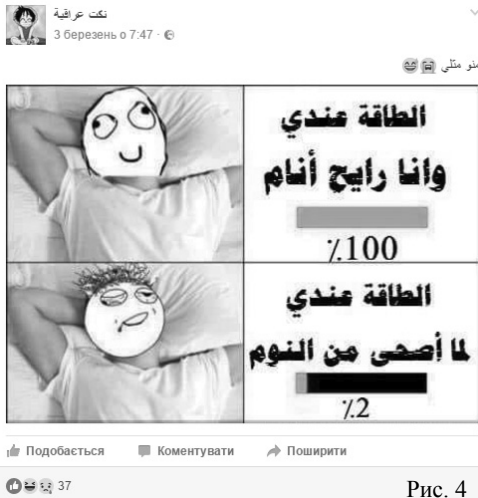 نكت عراقية
3 березень о 7:47 ·
منو مثلي
الطاقة عندي
وانا رايح أنام
٪100
الطاقة عندي
لما أصحى من النوم
٪2
Подобається Коментувати Поширити
37
Рис. 4